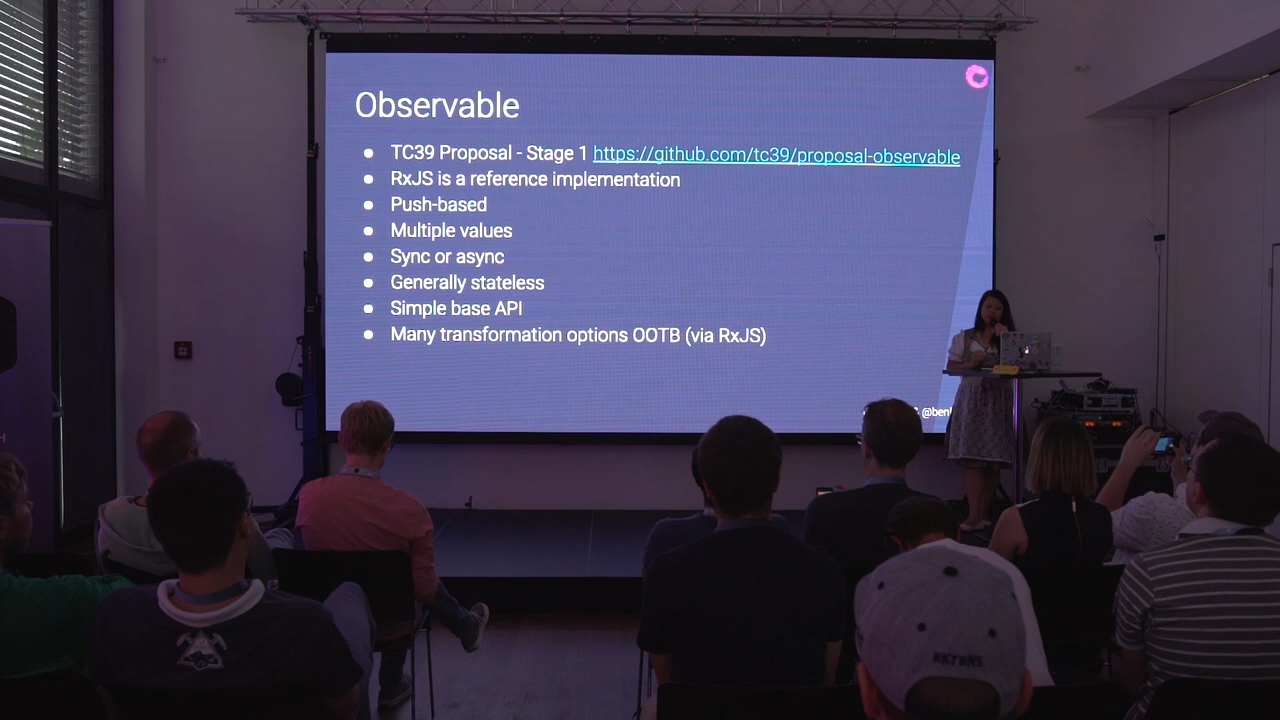 Observable
● TC39 Proposal - Stage 1 https://github.com/tc39/proposal-observable
● RxJS is a reference implementation
● Push-based
● Multiple values
● Sync or async
● Generally stateless
● Simple base API
● Many transformation options OOTB (via RxJS)